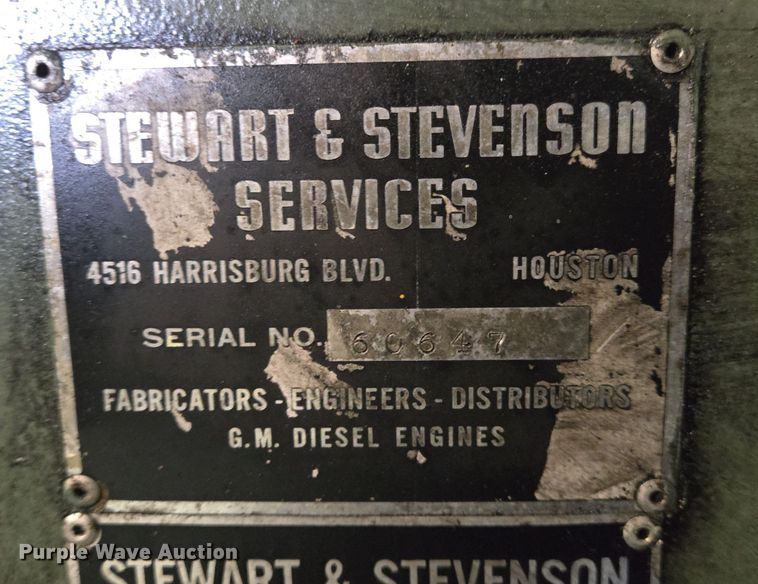 STEWART & STEVENSON
SERVICES
4516 HARRISBURG BLVD. HOUSTON
SERIAL NO. 60647
FABRICATORS - ENGINEERS - DISTRIBUTORS
G.M. DIESEL ENGINES
STEWART & STEVENSON
Purple Wave Auction